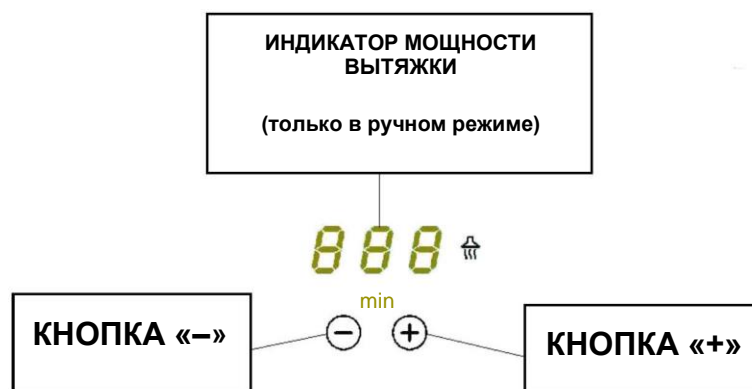 ИНДИКАТОР МОЩНОСТИ
ВЫТЯЖКИ
(только в ручном режиме)
888
min
КНОПКА «–»
КНОПКА «+»